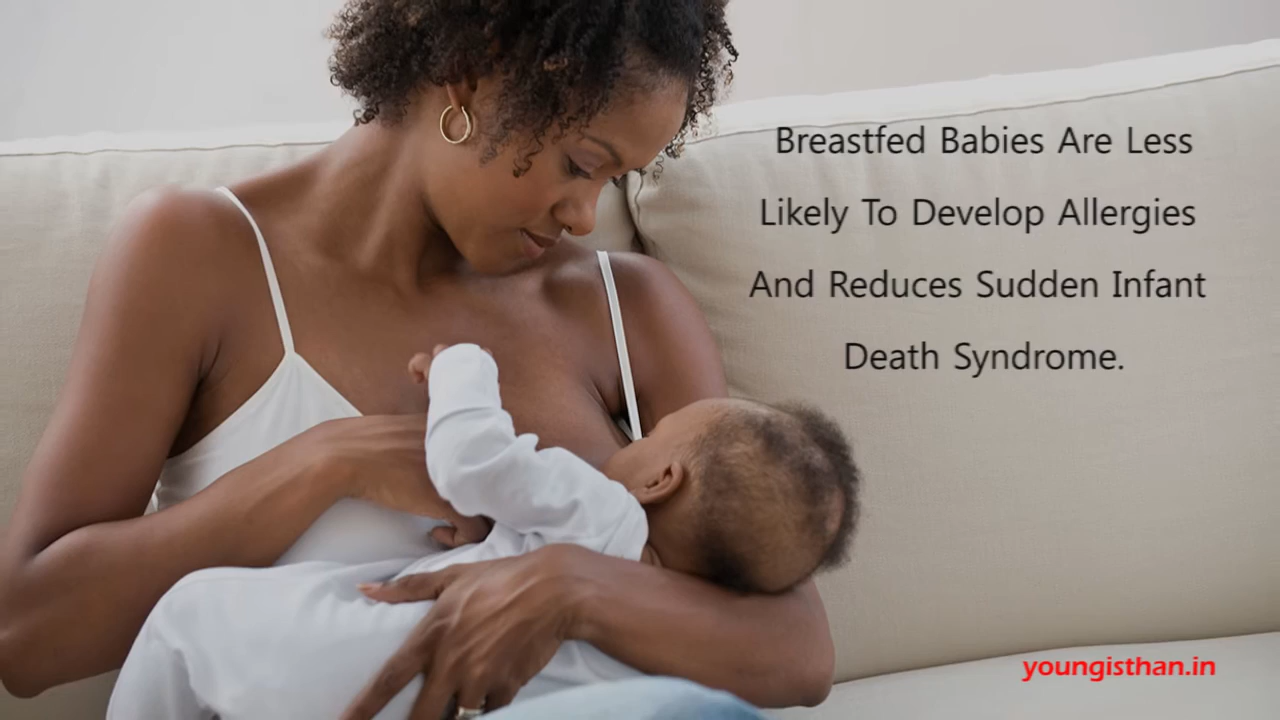 Breastfed Babies Are Less
Likely To Develop Allergies
And Reduces Sudden Infant
Death Syndrome.
youngisthan.in